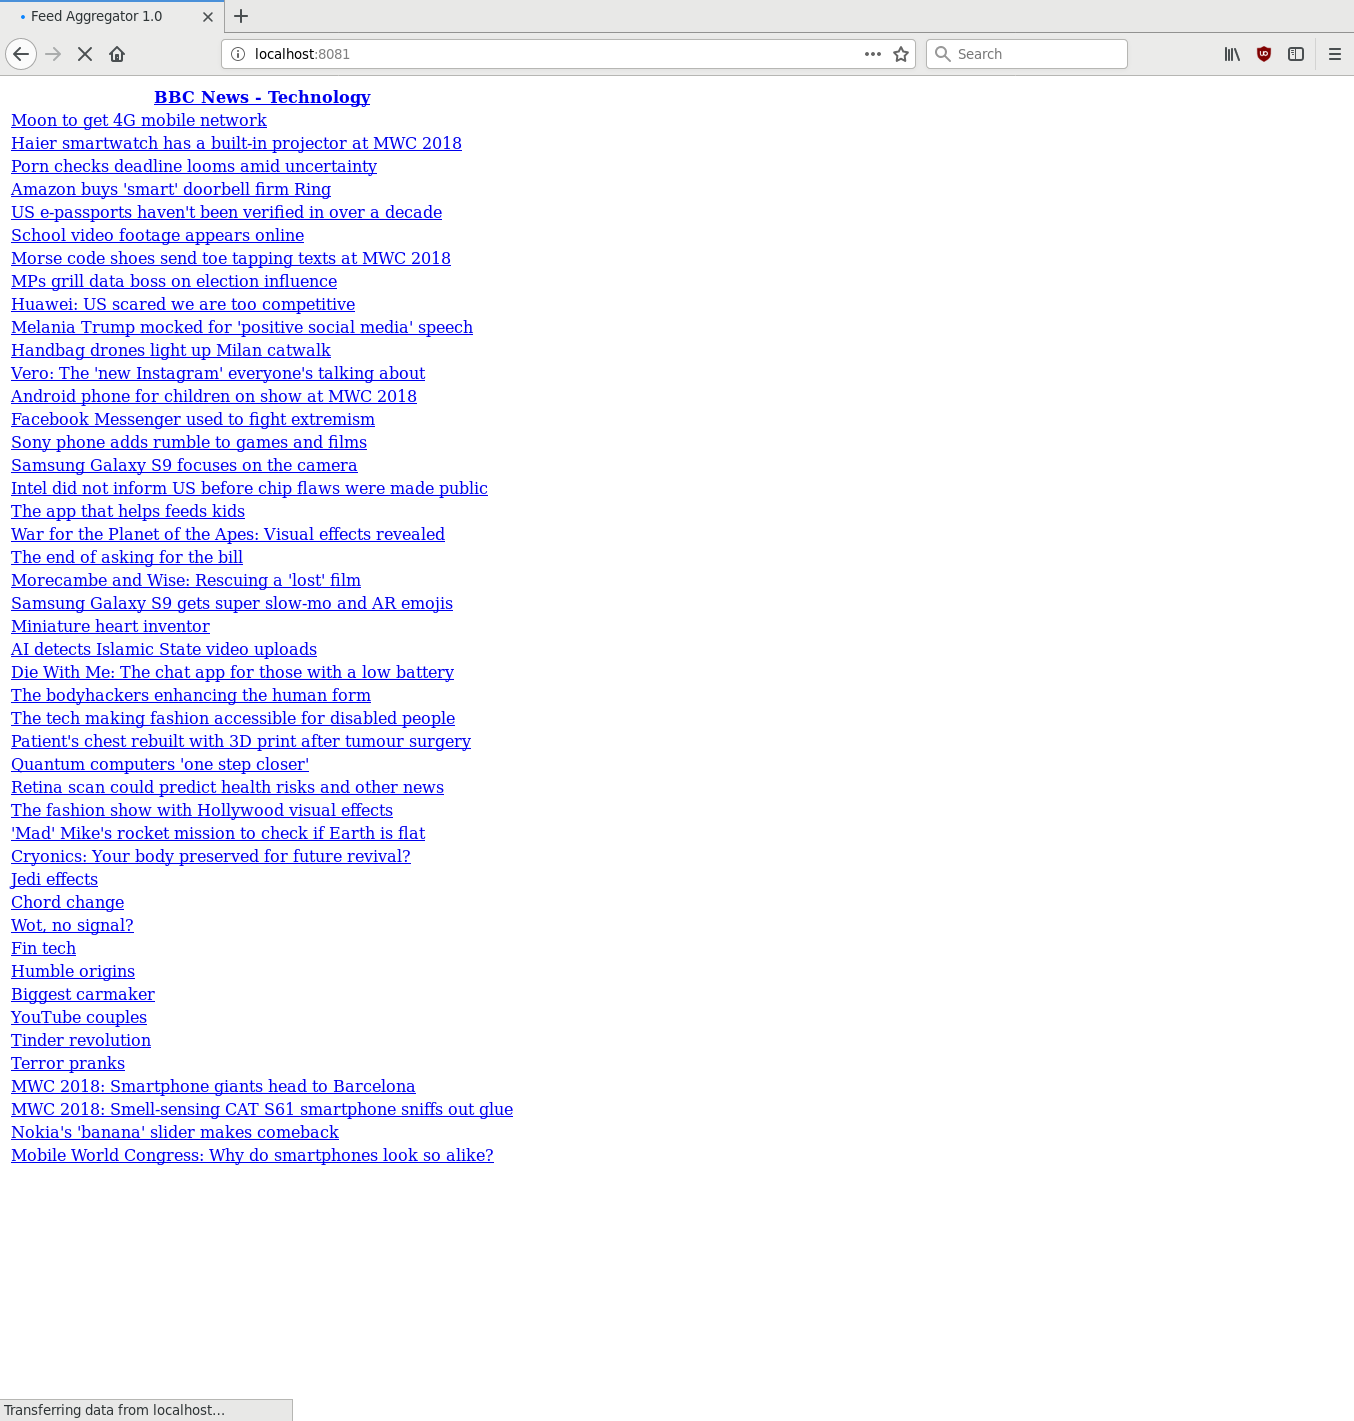 Feed Aggregator 1.0
localhost:8081
Search
BBC News - Technology
Moon to get 4G mobile network
Haier smartwatch has a built-in projector at MWC 2018
Porn checks deadline looms amid uncertainty
Amazon buys 'smart' doorbell firm Ring
US e-passports haven't been verified in over a decade
School video footage appears online
Morse code shoes send toe tapping texts at MWC 2018
MPs grill data boss on election influence
Huawei: US scared we are too competitive
Melania Trump mocked for 'positive social media' speech
Handbag drones light up Milan catwalk
Vero: The 'new Instagram' everyone's talking about
Android phone for children on show at MWC 2018
Facebook Messenger used to fight extremism
Sony phone adds rumble to games and films
Samsung Galaxy S9 focuses on the camera
Intel did not inform US before chip flaws were made public
The app that helps feeds kids
War for the Planet of the Apes: Visual effects revealed
The end of asking for the bill
Morecambe and Wise: Rescuing a 'lost' film
Samsung Galaxy S9 gets super slow-mo and AR emojis
Miniature heart inventor
AI detects Islamic State video uploads
Die With Me: The chat app for those with a low battery
The bodyhackers enhancing the human form
The tech making fashion accessible for disabled people
Patient's chest rebuilt with 3D print after tumour surgery
Quantum computers 'one step closer'
Retina scan could predict health risks and other news
The fashion show with Hollywood visual effects
'Mad' Mike's rocket mission to check if Earth is flat
Cryonics: Your body preserved for future revival?
Jedi effects
Chord change
Wot, no signal?
Fin tech
Humble origins
Biggest carmaker
YouTube couples
Tinder revolution
Terror pranks
MWC 2018: Smartphone giants head to Barcelona
MWC 2018: Smell-sensing CAT S61 smartphone sniffs out glue
Nokia's 'banana' slider makes comeback
Mobile World Congress: Why do smartphones look so alike?
Transferring data from localhost…